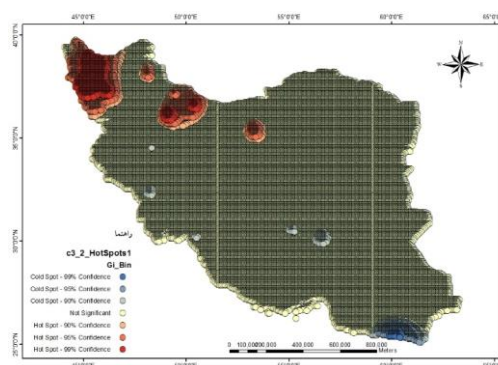 45°0'0"E 50°0'0"E 55°0'0"E 60°0'0"E 65°0'0"E
40°0'0"N
35°0'0"N
30°0'0"N
25°0'0"N
N
W E
S
راهنما
c3_2_HotSpots1
Gi_Bin
Cold Spot - 99% Confidence
Cold Spot - 95% Confidence
Cold Spot - 90% Confidence
Not Significant
Hot Spot - 90% Confidence
Hot Spot - 95% Confidence
Hot Spot - 99% Confidence
0 100,000 200,000 400,000 600,000 800,000
Meters